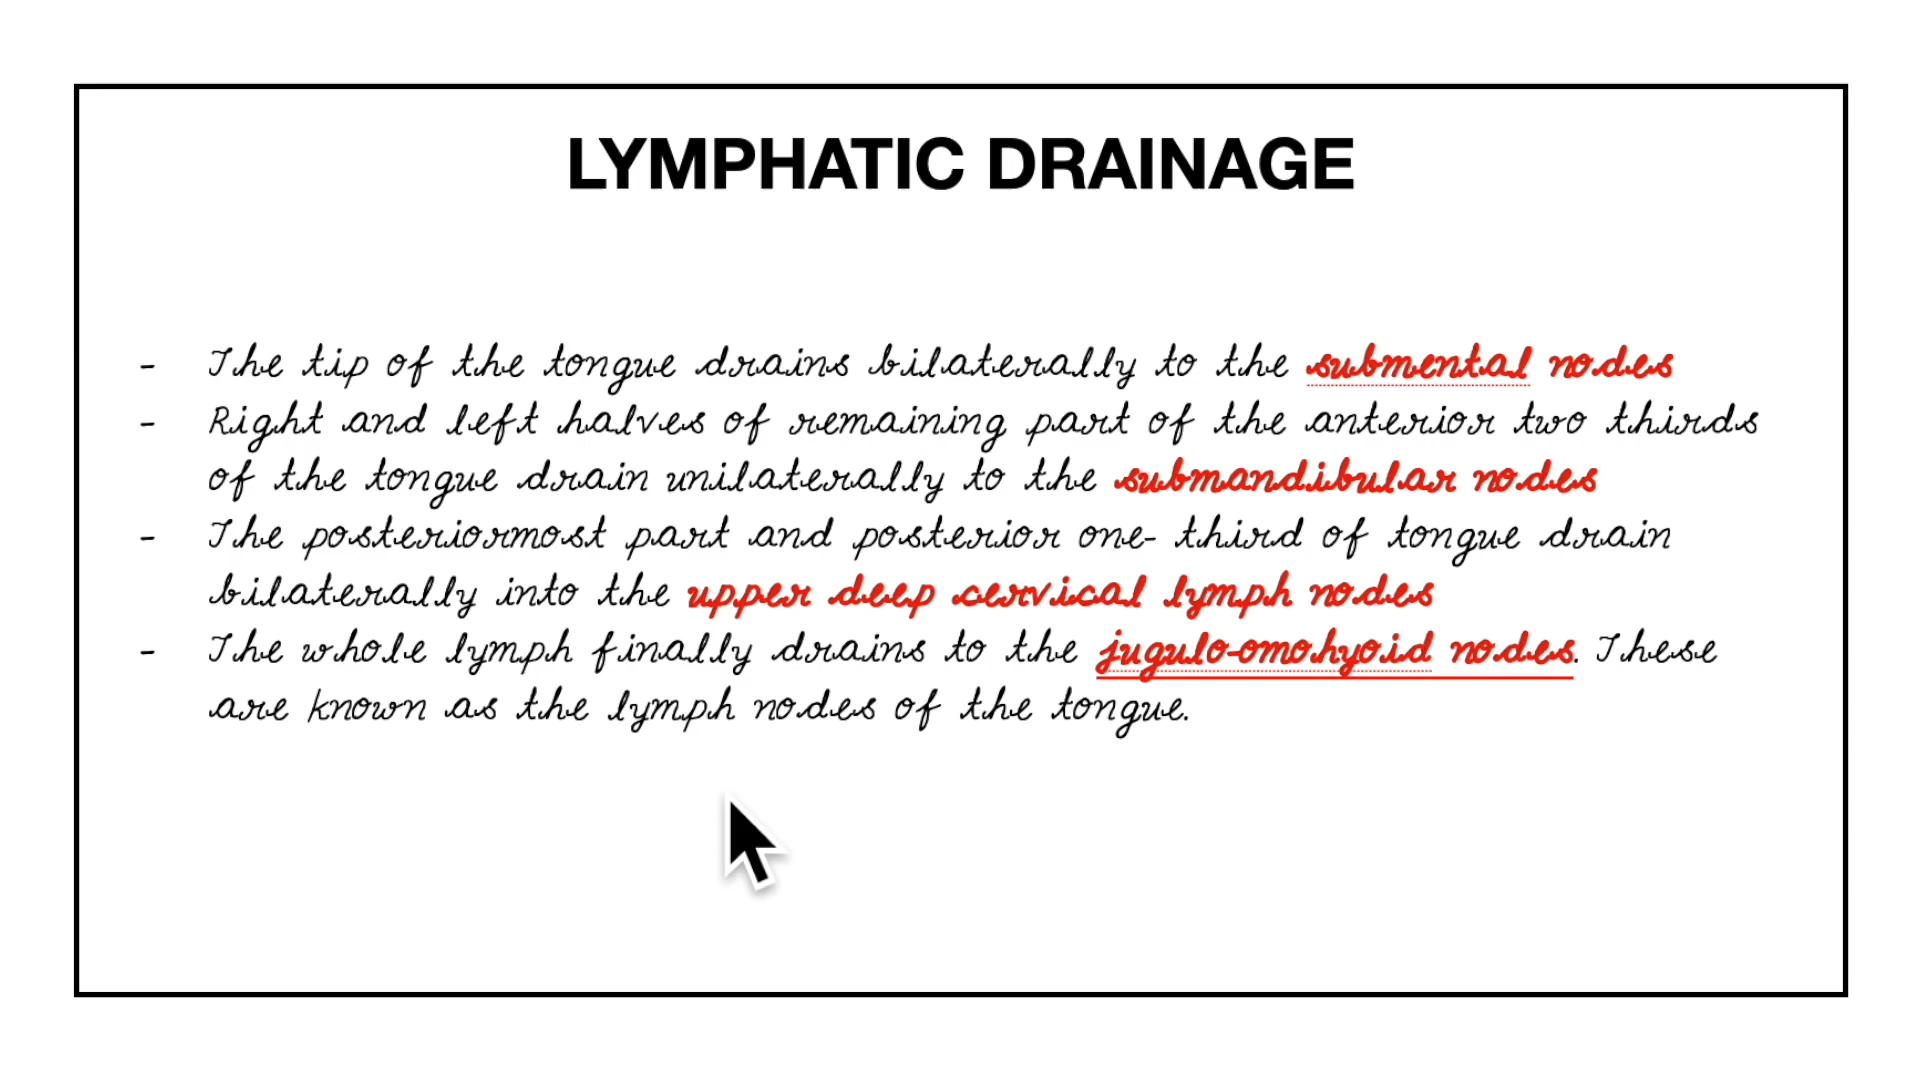 LYMPHATIC DRAINAGE
- The tip of the tongue drains bilaterally to the submental nodes
- Right and left halves of remaining part of the anterior two thirds
of the tongue drain unilaterally to the submandibular nodes
- The posteriormost part and posterior one- third of tongue drain
bilaterally into the upper deep cervical lymph nodes
- The whole lymph finally drains to the jugulo-omohyoid nodes. These
are known as the lymph nodes of the tongue.